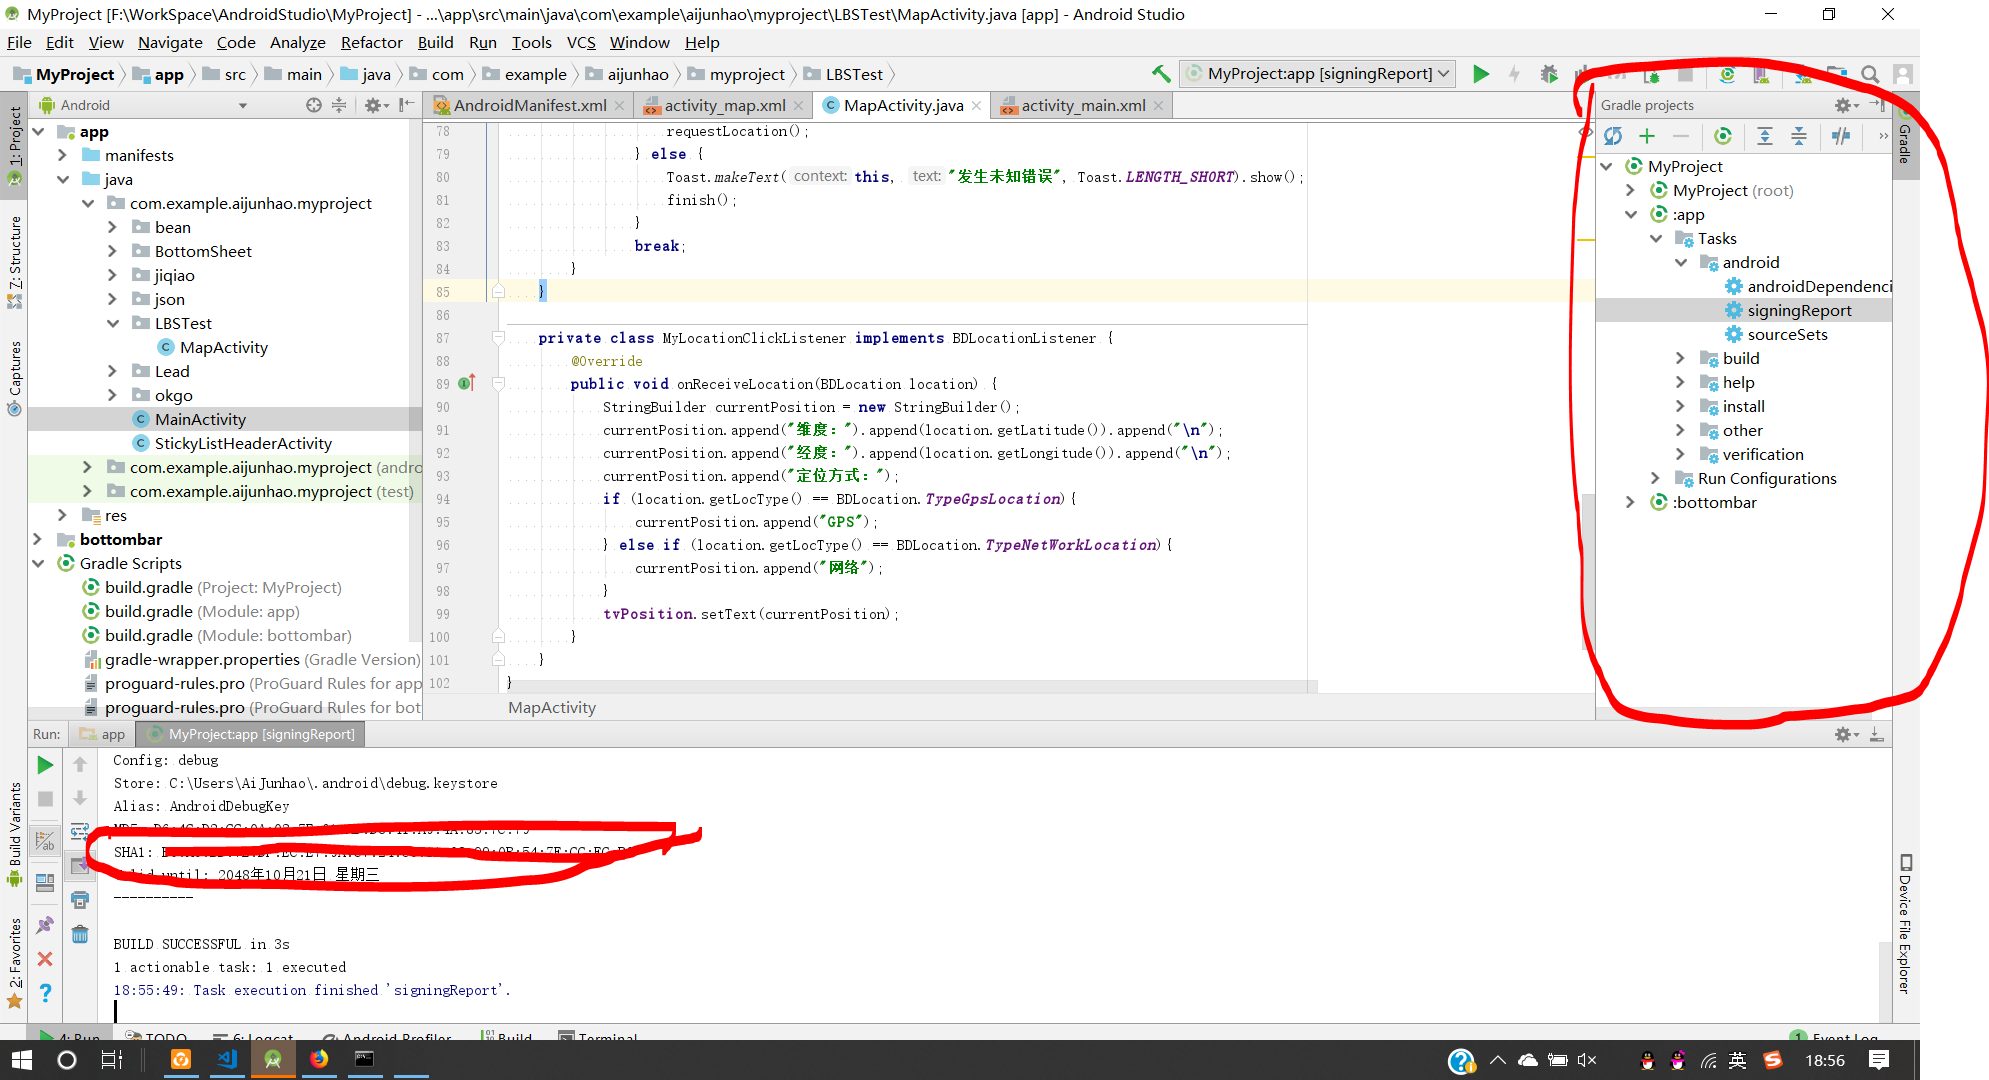 MyProject [F:\WorkSpace\AndroidStudio\MyProject] - ...\app\src\main\java\com\example\aijunhao\myproject\LBSTest\MapActivity.java [app] - Android Studio
File Edit View Navigate Code Analyze Refactor Build Run Tools VCS Window Help
MyProject app src main java com example aijunhao myproject LBSTest MyProject:app [signingReport]
1: Project
7: Structure
Captures
Build Variants
2: Favorites
Android
app
manifests
java
com.example.aijunhao.myproject
bean
BottomSheet
jiqiao
json
LBSTest
MapActivity
Lead
okgo
MainActivity
StickyListHeaderActivity
com.example.aijunhao.myproject (andro
com.example.aijunhao.myproject (test)
res
bottombar
Gradle Scripts
build.gradle (Project: MyProject)
build.gradle (Module: app)
build.gradle (Module: bottombar)
gradle-wrapper.properties (Gradle Version)
proguard-rules.pro (ProGuard Rules for app
proguard-rules.pro (ProGuard Rules for bot
AndroidManifest.xml activity_map.xml MapActivity.java activity_main.xml
78 requestLocation();
79 } else {
80 Toast.makeText( context: this, text: "发生未知错误", Toast.LENGTH_SHORT).show();
81 finish();
82 }
83 break;
84 }
85 }
86
87 private class MyLocationClickListener implements BDLocationListener {
88 @Override
89 public void onReceiveLocation(BDLocation location) {
90 StringBuilder currentPosition = new StringBuilder();
91 currentPosition.append("维度：").append(location.getLatitude()).append("\n");
92 currentPosition.append("经度：").append(location.getLongitude()).append("\n");
93 currentPosition.append("定位方式：");
94 if (location.getLocType() == BDLocation.TypeGpsLocation){
95 currentPosition.append("GPS");
96 } else if (location.getLocType() == BDLocation.TypeNetWorkLocation){
97 currentPosition.append("网络");
98 }
99 tvPosition.setText(currentPosition);
100 }
101 }
102 }
MapActivity
Gradle projects
MyProject
MyProject (root)
:app
Tasks
android
androidDependenci
signingReport
sourceSets
build
help
install
other
verification
Run Configurations
:bottombar
Gradle
Device File Explorer
Run: app MyProject:app [signingReport]
Config: debug
Store: C:\Users\AiJunhao\.android\debug.keystore
Alias: AndroidDebugKey
SHA1:
until: 2048年10月21日 星期三
----------
BUILD SUCCESSFUL in 3s
1 actionable task: 1 executed
18:55:49: Task execution finished 'signingReport'.
4: Run TODO 6: Logcat Android Profiler Build Terminal 1 Event Log
英 18:56